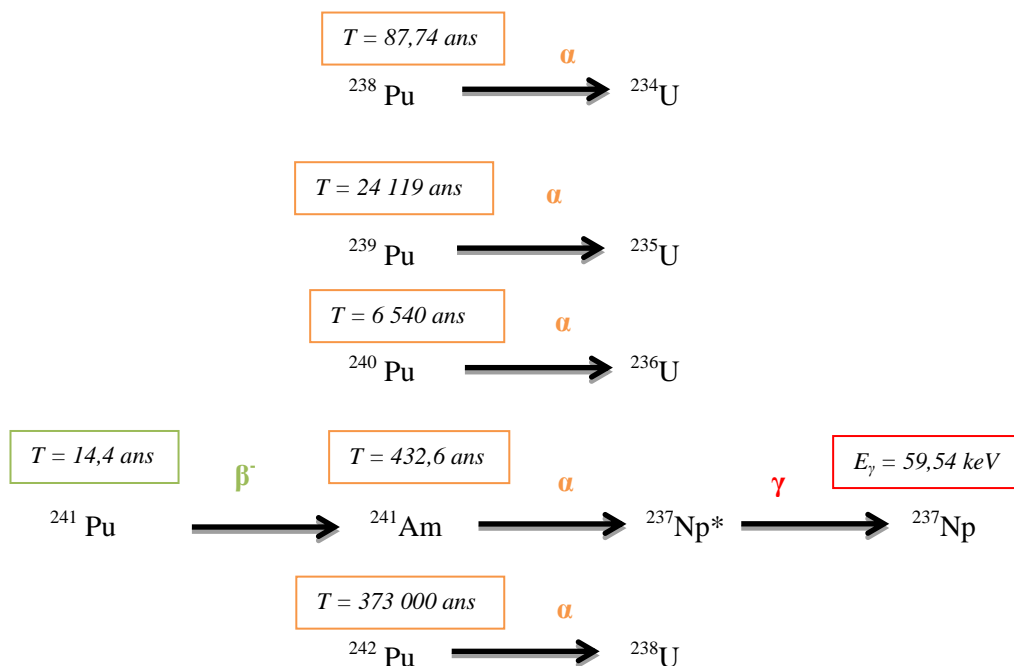 T = 87,74 ans
α
²³⁸ Pu ²³⁴U
T = 24 119 ans
α
²³⁹ Pu ²³⁵U
T = 6 540 ans
α
²⁴⁰ Pu ²³⁶U
T = 14,4 ans T = 432,6 ans E_γ = 59,54 keV
β⁻ α γ
²⁴¹ Pu ²⁴¹Am ²³⁷Np* ²³⁷Np
T = 373 000 ans
α
²⁴² Pu ²³⁸U